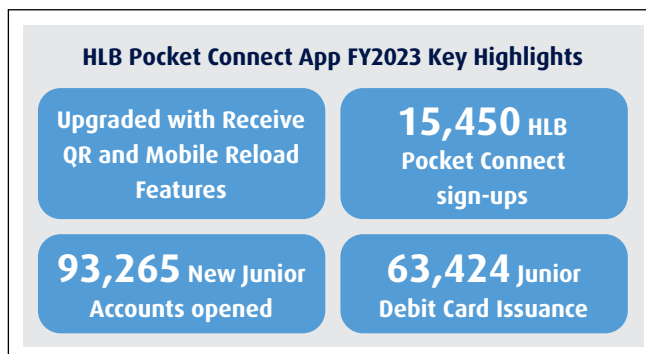 HLB Pocket Connect App FY2023 Key Highlights
Upgraded with Receive
QR and Mobile Reload
Features
15,450 HLB
Pocket Connect
sign-ups
93,265 New Junior
Accounts opened
63,424 Junior
Debit Card Issuance